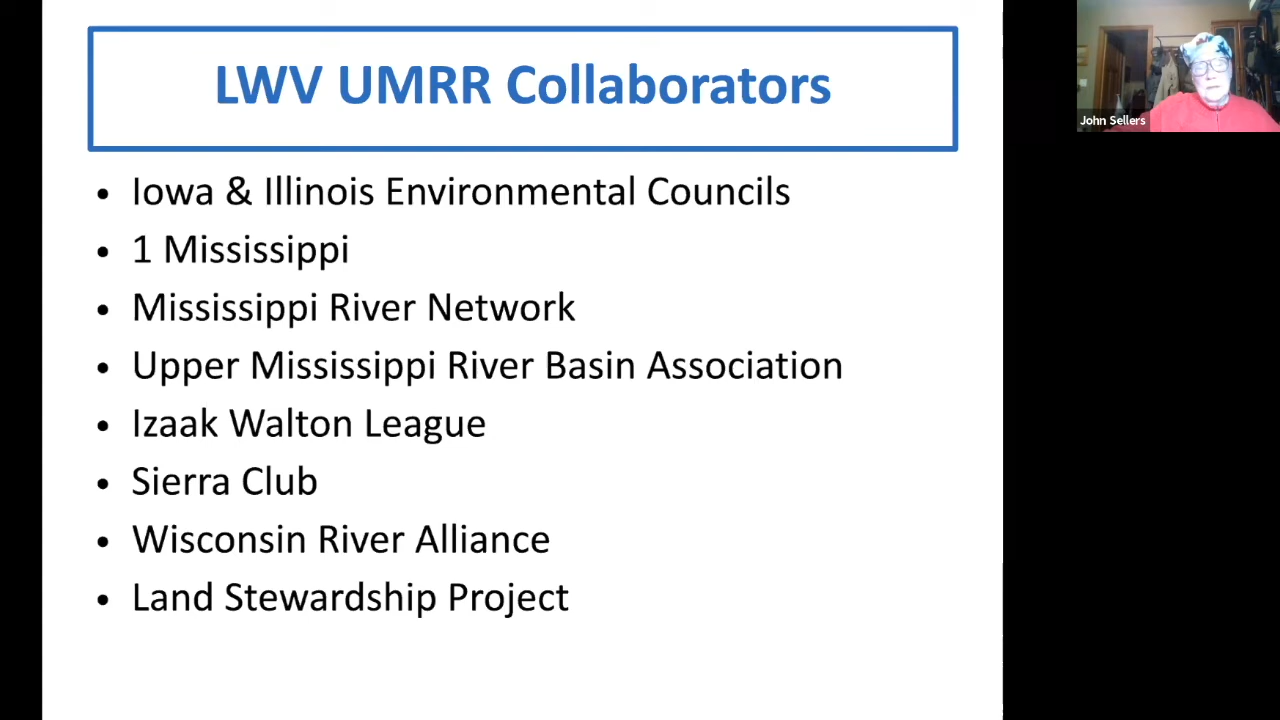 LWV UMRR Collaborators
• Iowa & Illinois Environmental Councils
• 1 Mississippi
• Mississippi River Network
• Upper Mississippi River Basin Association
• Izaak Walton League
• Sierra Club
• Wisconsin River Alliance
• Land Stewardship Project
John Sellers